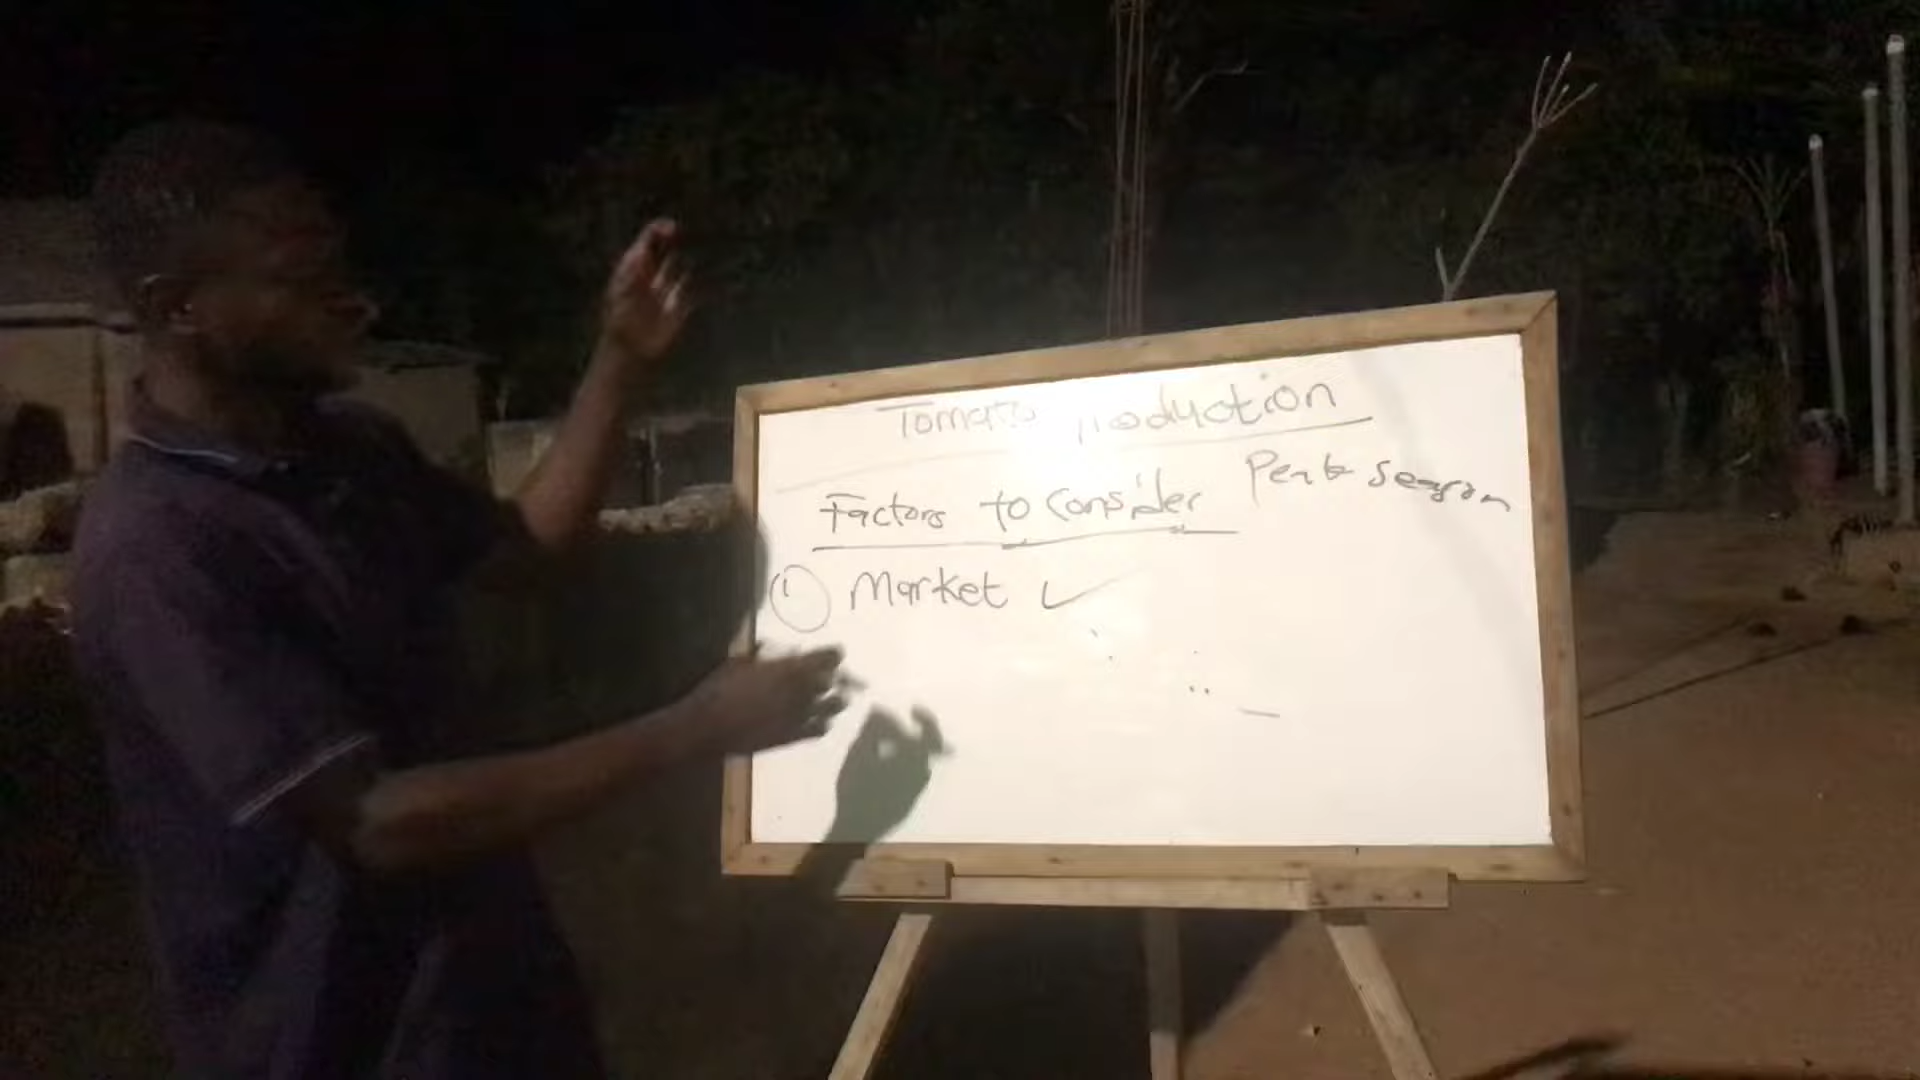 Tomato production
Factors to Consider
Peak season
① Market ✓